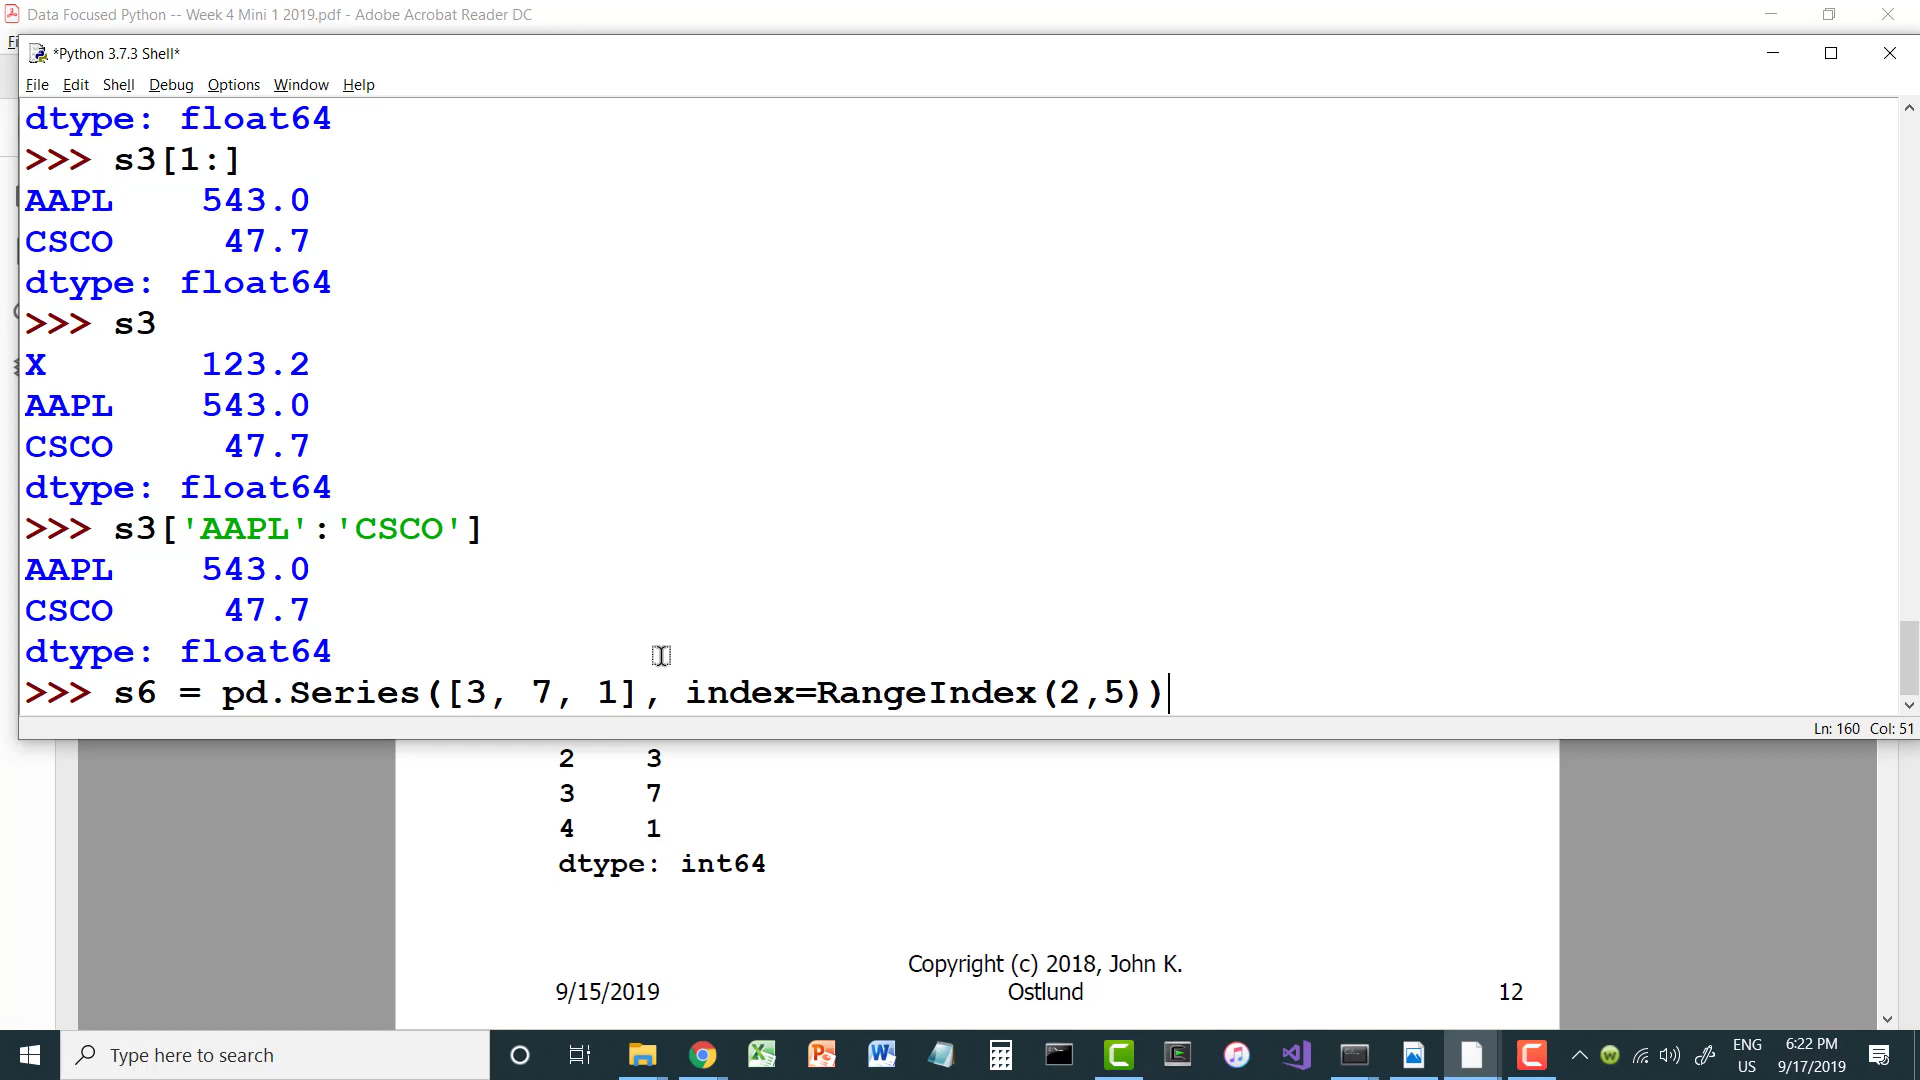 Data Focused Python -- Week 4 Mini 1 2019.pdf - Adobe Acrobat Reader DC
*Python 3.7.3 Shell*
File Edit Shell Debug Options Window Help
dtype: float64
>>> s3[1:]
AAPL 543.0
CSCO 47.7
dtype: float64
>>> s3
X 123.2
AAPL 543.0
CSCO 47.7
dtype: float64
>>> s3['AAPL':'CSCO']
AAPL 543.0
CSCO 47.7
dtype: float64
>>> s6 = pd.Series([3, 7, 1], index=RangeIndex(2,5))
Ln: 160 Col: 51
2 3
3 7
4 1
dtype: int64
Copyright (c) 2018, John K.
Ostlund
9/15/2019
12
Type here to search
ENG
US
6:22 PM
9/17/2019